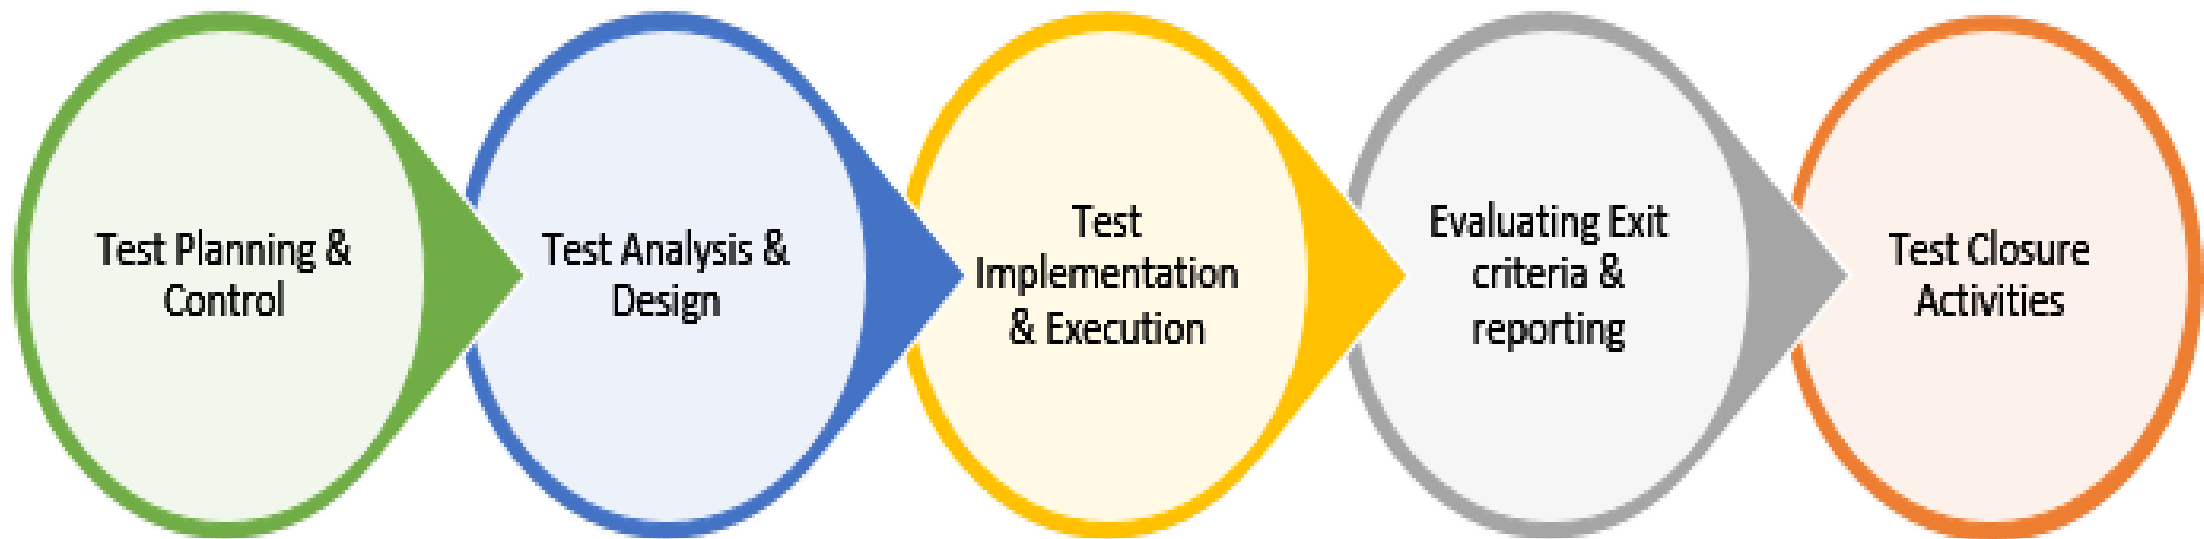 Test Planning &
Control
Test Analysis &
Design
Test
Implementation
& Execution
Evaluating Exit
criteria &
reporting
Test Closure
Activities